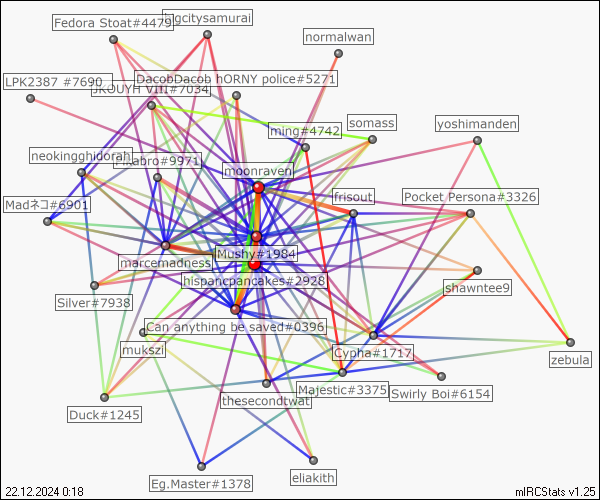 Fedora Stoat#4479
bigcitysamurai
normalwan
LPK2387 #7690
JKOUYH VIII#7034
DacobDacob hORNY police#5271
ming#4742
somass
yoshimanden
neokingghidorah
#9971
moonraven
frisout
Pocket Persona#3326
Madネコ#6901
marcemadness
Mushy#1984
hispancpancakes#2928
shawntee9
Silver#7938
Can anything be saved#0396
mukszi
Cypha#1717
zebula
Duck#1245
thesecondtwat
Majestic#3375
Swirly Boi#6154
Eg.Master#1378
eliakith
22.12.2024 0:18
mIRCStats v1.25